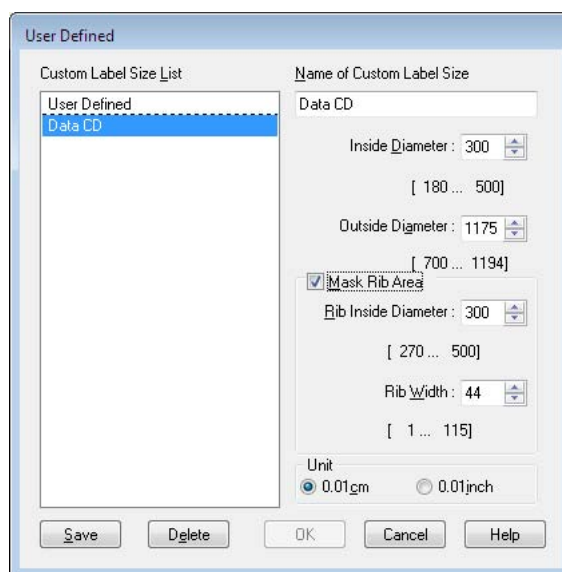 User Defined
Custom Label Size List
User Defined
Data CD
Name of Custom Label Size
Data CD
Inside Diameter : 300
[ 180 ... 500]
Outside Diameter : 1175
[ 700 ... 1194]
Mask Rib Area
Rib Inside Diameter : 300
[ 270 ... 500]
Rib Width : 44
[ 1 ... 115]
Unit
0.01cm 0.01inch
Save Delete OK Cancel Help